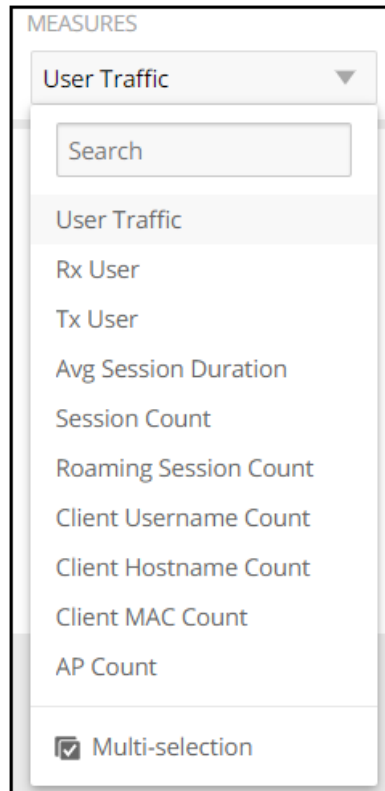 MEASURES
User Traffic
Search
User Traffic
Rx User
Tx User
Avg Session Duration
Session Count
Roaming Session Count
Client Username Count
Client Hostname Count
Client MAC Count
AP Count
Multi-selection